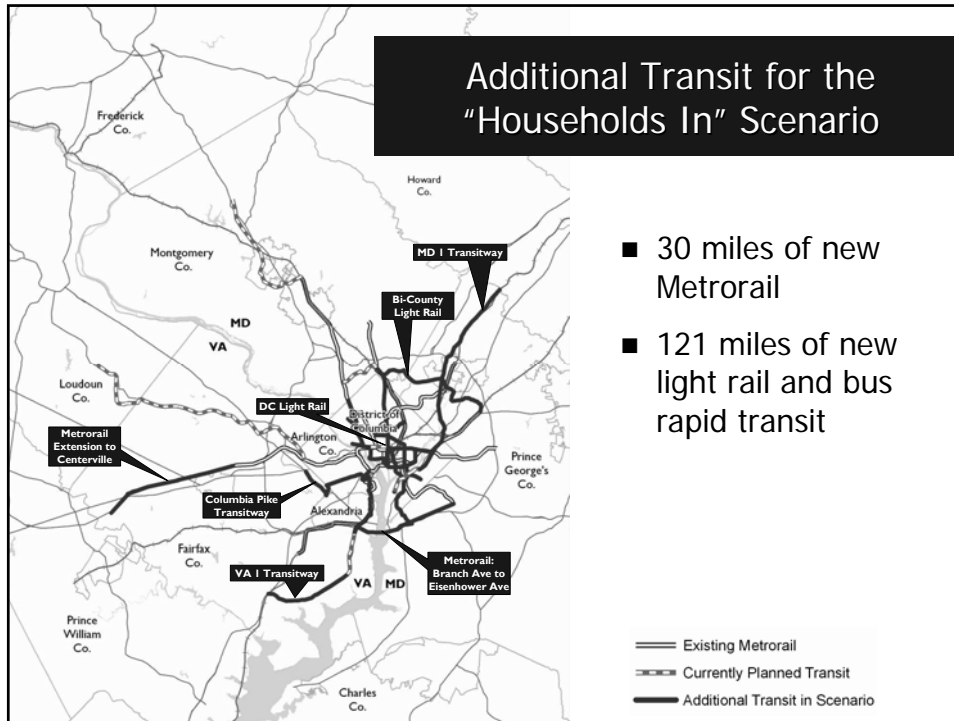 Additional Transit for the
“Households In” Scenario
Frederick
Co.
Howard
Co.
Montgomery
Co.
MD 1 Transitway
Bi-County
Light Rail
MD
VA
Loudoun
Co.
DC Light Rail
District of
Columbia
Arlington
Co.
Metrorail
Extension to
Centerville
Prince
George's
Co.
Columbia Pike
Transitway
Alexandria
Fairfax
Co.
VA 1 Transitway
VA
MD
Metrorail:
Branch Ave to
Eisenhower Ave
Prince
William
Co.
Charles
Co.
■ 30 miles of new
Metrorail
■ 121 miles of new
light rail and bus
rapid transit
Existing Metrorail
Currently Planned Transit
Additional Transit in Scenario